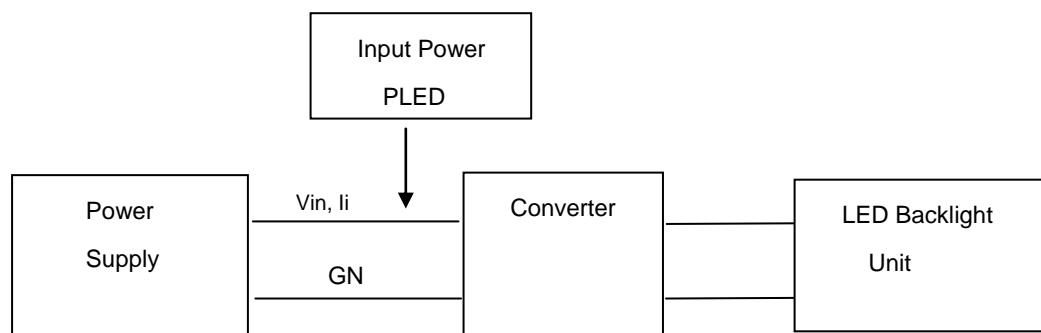 Input Power
PLED
Power
Supply
Vin, Ii
GN
Converter
LED Backlight
Unit